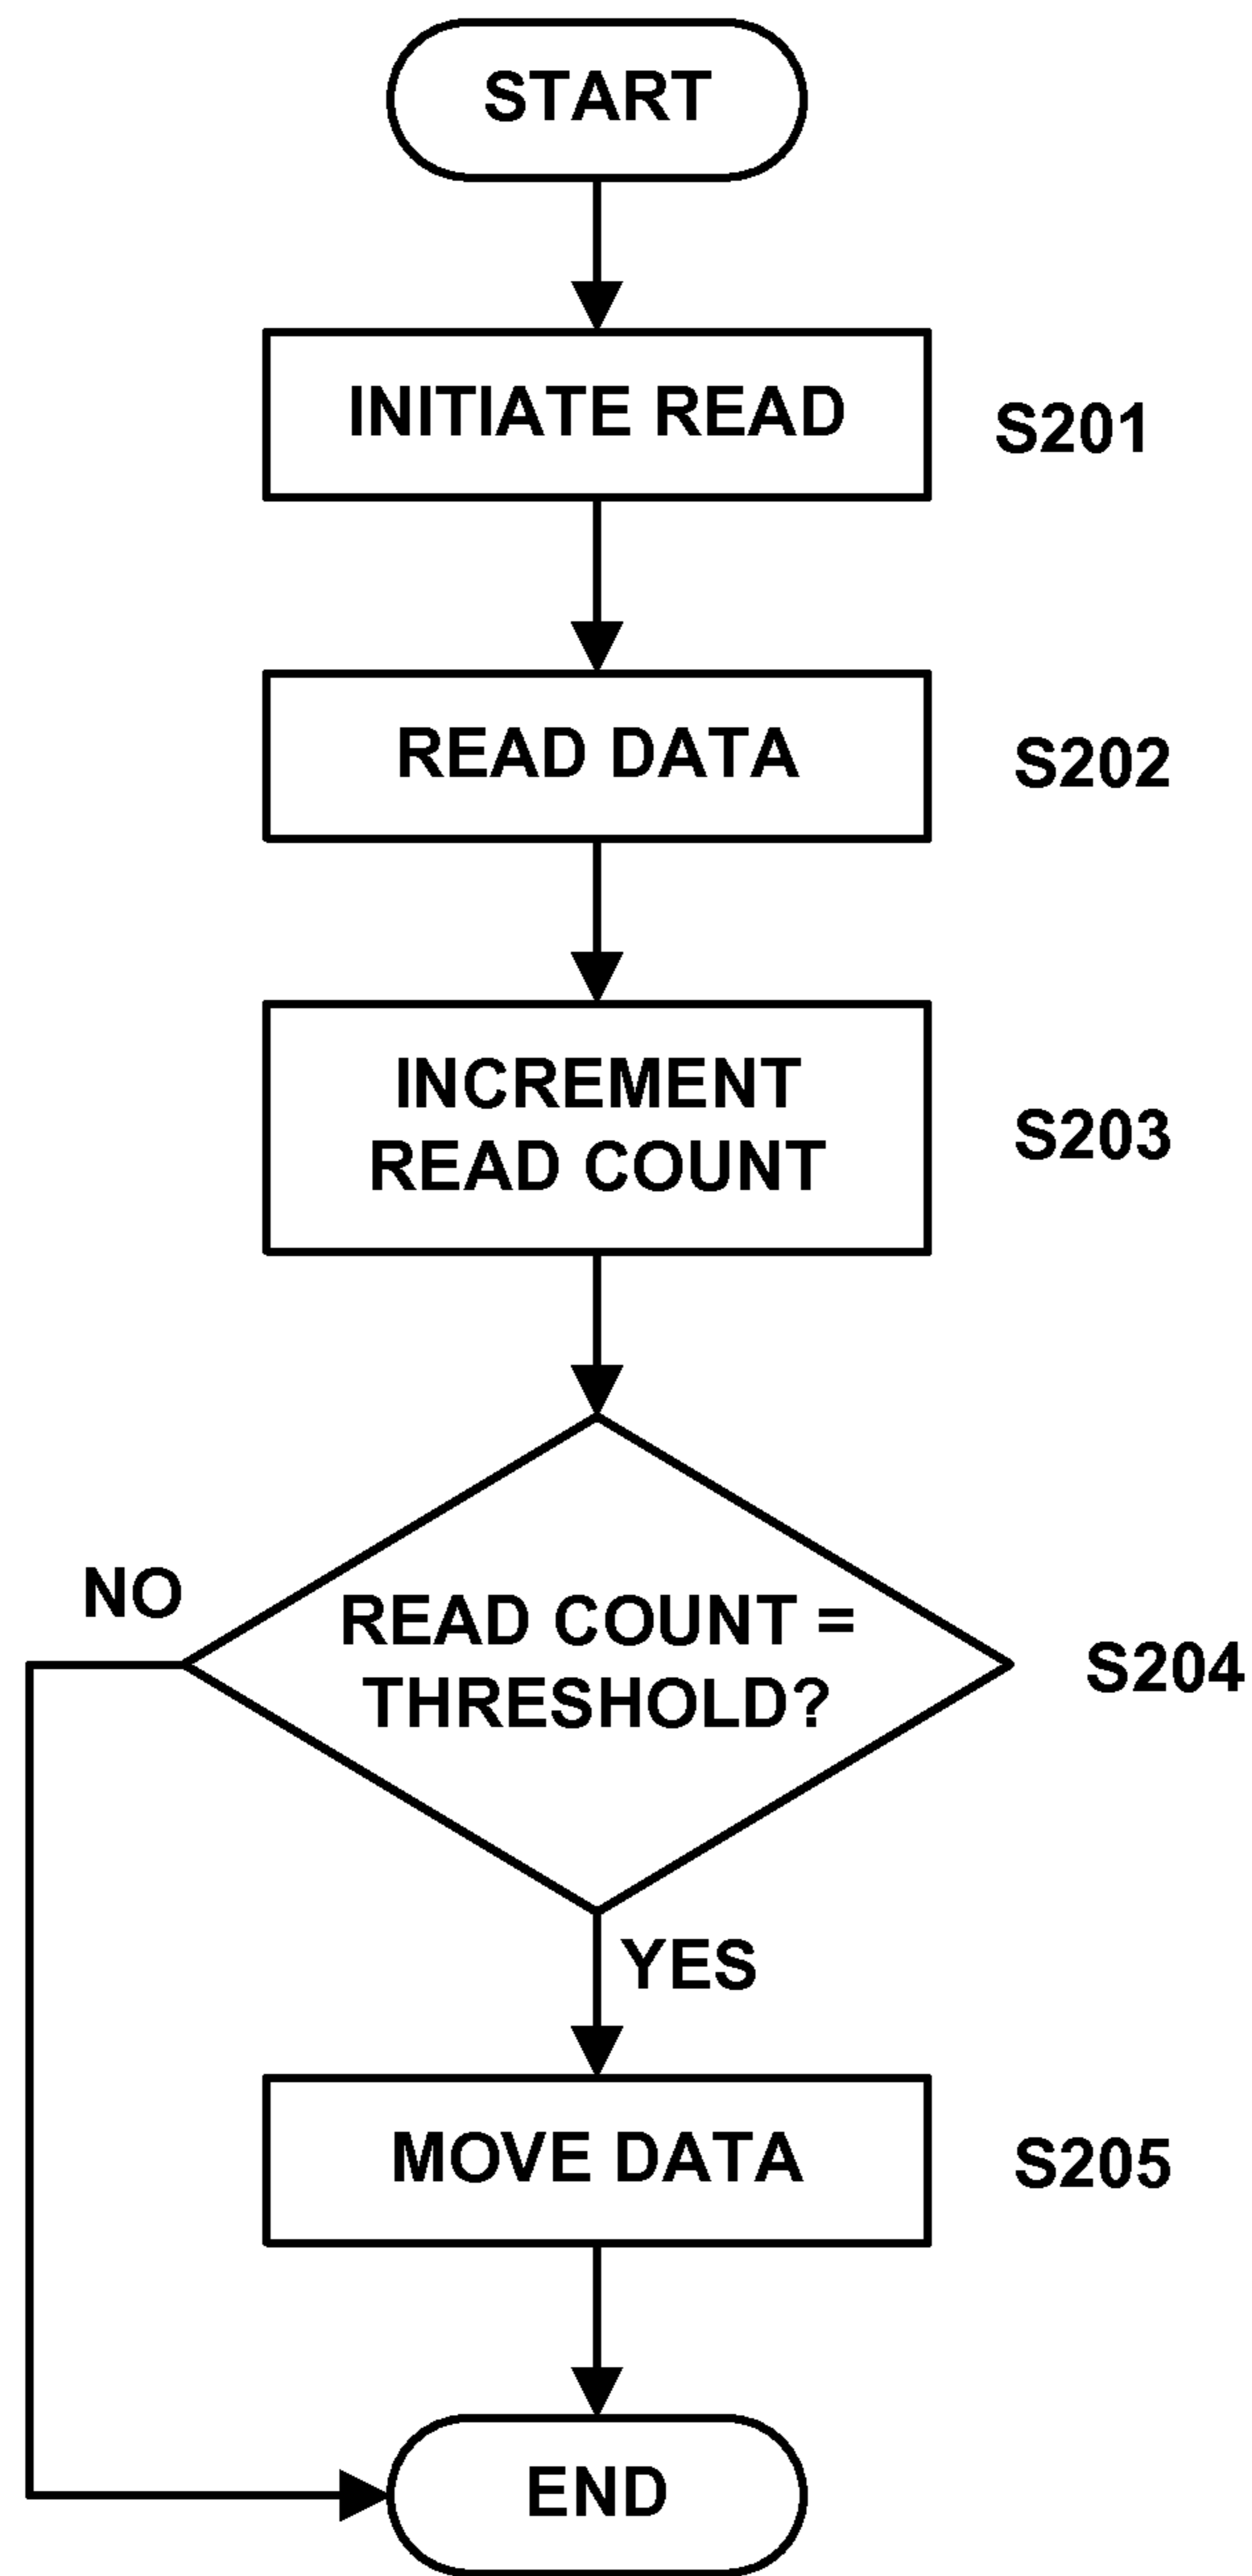 START
INITIATE READ
S201
READ DATA
S202
INCREMENT
READ COUNT
S203
NO
READ COUNT =
THRESHOLD?
S204
YES
MOVE DATA
S205
END